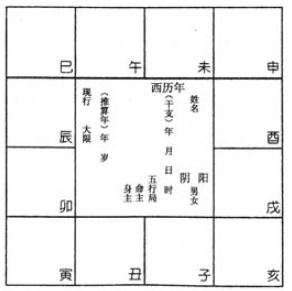 巳
午
未
申
辰
酉
卯
戌
寅
丑
子
亥
姓名
西历年
(干支)年 月 日 时
阳
阴
男女
五行局
命主
身主
(推算年)年 岁
现行 大限